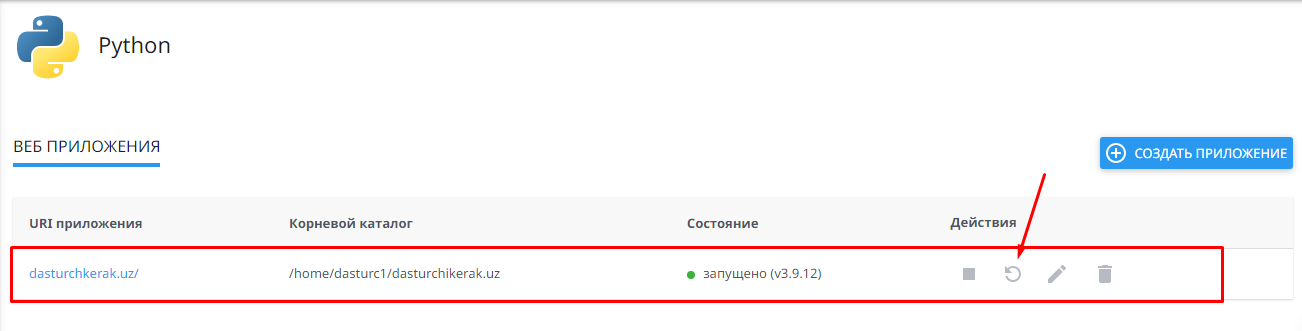 Python
ВЕБ ПРИЛОЖЕНИЯ
СОЗДАТЬ ПРИЛОЖЕНИЕ
URI приложения Корневой каталог Состояние Действия
dasturchkerak.uz/ /home/dasturc1/dasturchikerak.uz запущено (v3.9.12)